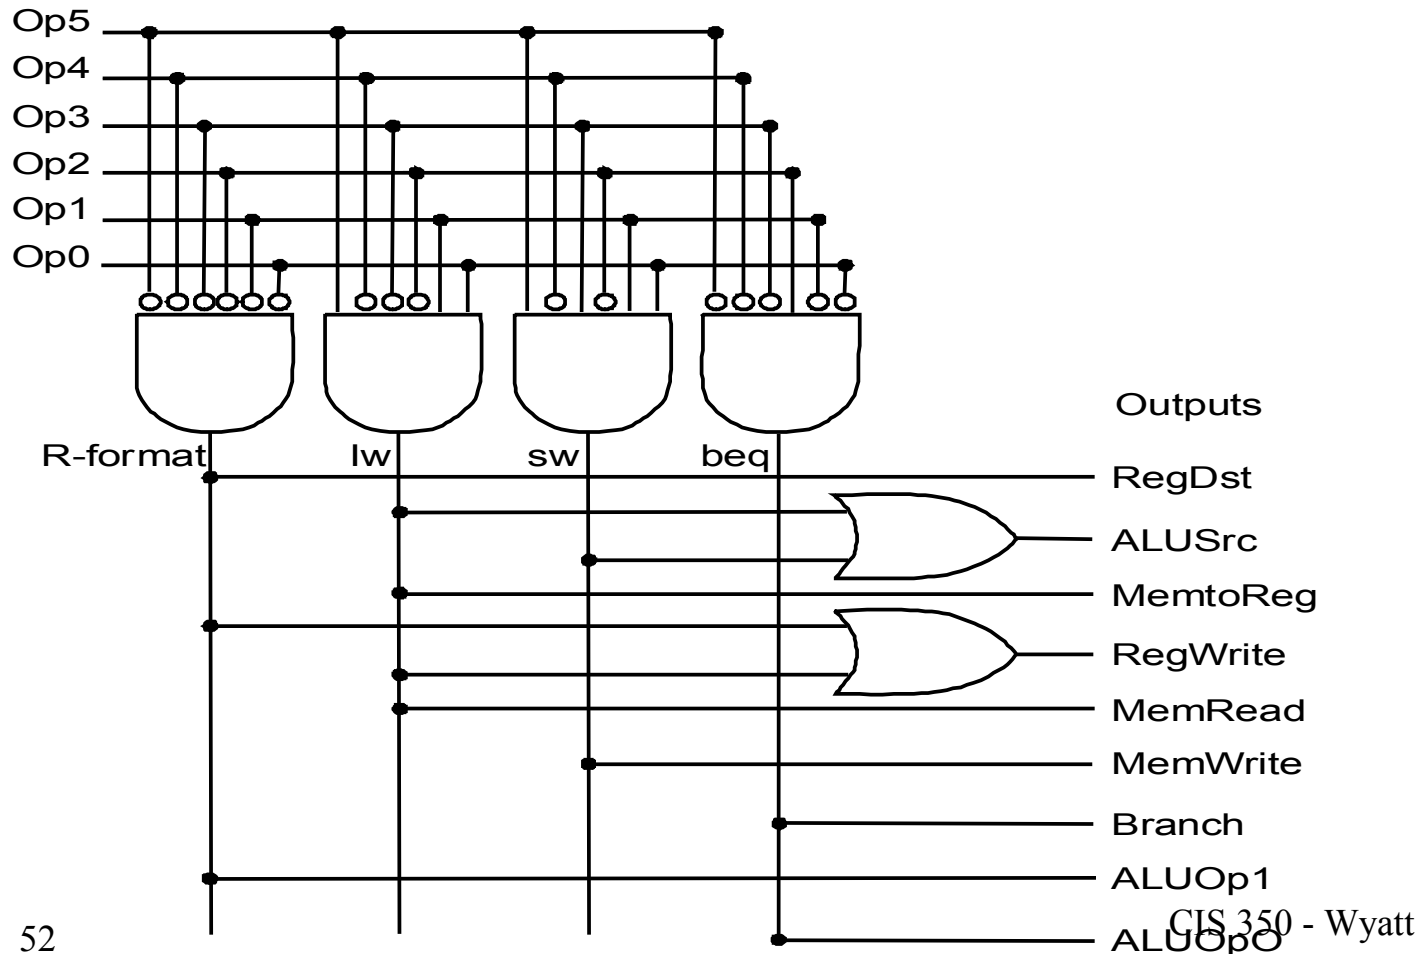 Op5
Op4
Op3
Op2
Op1
Op0
Outputs
R-format lw sw beq
RegDst
ALUSrc
MemtoReg
RegWrite
MemRead
MemWrite
Branch
ALUOp1
ALUOpO
CIS 350 - Wyatt
52